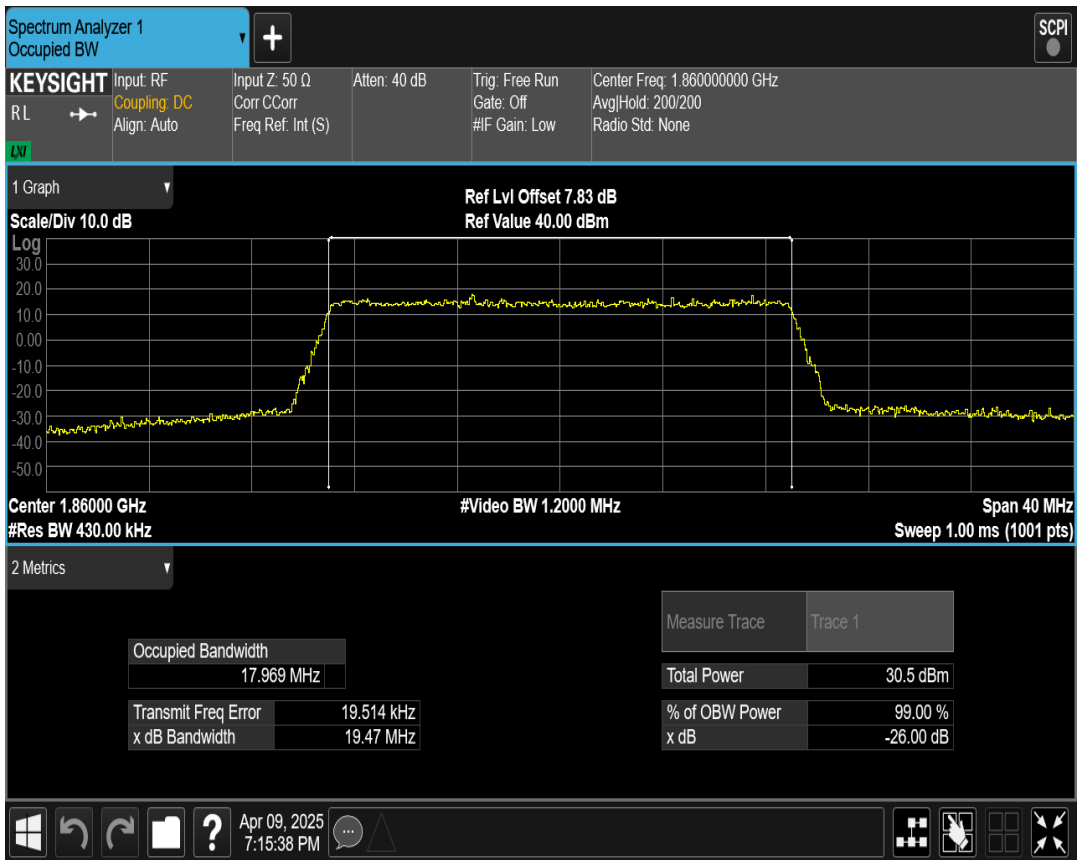 Spectrum Analyzer 1
Occupied BW
+
SCPI
KEYSIGHT
RL
LXI
Input: RF
Coupling: DC
Align: Auto
Input Z: 50 Ω
Corr CCorr
Freq Ref: Int (S)
Atten: 40 dB
Trig: Free Run
Gate: Off
#IF Gain: Low
Center Freq: 1.860000000 GHz
Avg|Hold: 200/200
Radio Std: None
1 Graph
Scale/Div 10.0 dB
Ref Lvl Offset 7.83 dB
Ref Value 40.00 dBm
Log
30.0
20.0
10.0
0.00
-10.0
-20.0
-30.0
-40.0
-50.0
Center 1.86000 GHz
#Video BW 1.2000 MHz
Span 40 MHz
#Res BW 430.00 kHz
Sweep 1.00 ms (1001 pts)
2 Metrics
Measure Trace
Trace 1
Occupied Bandwidth
17.969 MHz
Total Power
30.5 dBm
Transmit Freq Error
19.514 kHz
% of OBW Power
99.00 %
x dB Bandwidth
19.47 MHz
x dB
-26.00 dB
?
Apr 09, 2025
7:15:38 PM